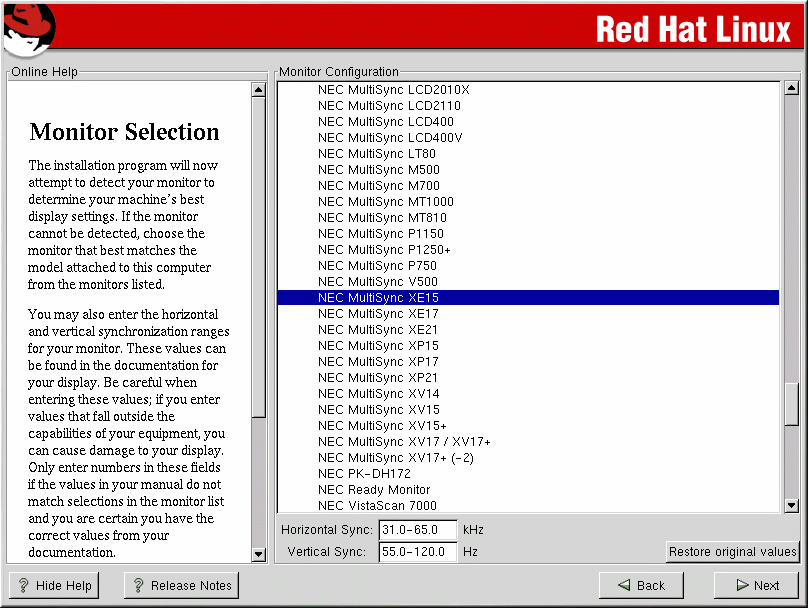 Red Hat Linux
Online Help
Monitor Selection
The installation program will now
attempt to detect your monitor to
determine your machine's best
display settings. If the monitor
cannot be detected, choose the
monitor that best matches the
model attached to this computer
from the monitors listed.
You may also enter the horizontal
and vertical synchronization ranges
for your monitor. These values can
be found in the documentation for
your display. Be careful when
entering these values; if you enter
values that fall outside the
capabilities of your equipment, you
can cause damage to your display.
Only enter numbers in these fields
if the values in your manual do not
match selections in the monitor list
and you are certain you have the
correct values from your
documentation.
Monitor Configuration
NEC MultiSync LCD2010X
NEC MultiSync LCD2110
NEC MultiSync LCD400
NEC MultiSync LCD400V
NEC MultiSync LT80
NEC MultiSync M500
NEC MultiSync M700
NEC MultiSync MT1000
NEC MultiSync MT810
NEC MultiSync P1150
NEC MultiSync P1250+
NEC MultiSync P750
NEC MultiSync V500
NEC MultiSync XE15
NEC MultiSync XE17
NEC MultiSync XE21
NEC MultiSync XP15
NEC MultiSync XP17
NEC MultiSync XP21
NEC MultiSync XV14
NEC MultiSync XV15
NEC MultiSync XV15+
NEC MultiSync XV17 / XV17+
NEC MultiSync XV17+ (-2)
NEC PK-DH172
NEC Ready Monitor
NEC VistaScan 7000
Horizontal Sync: 31.0-65.0 kHz
Vertical Sync: 55.0-120.0 Hz
Restore original values
? Hide Help
? Release Notes
Back
Next